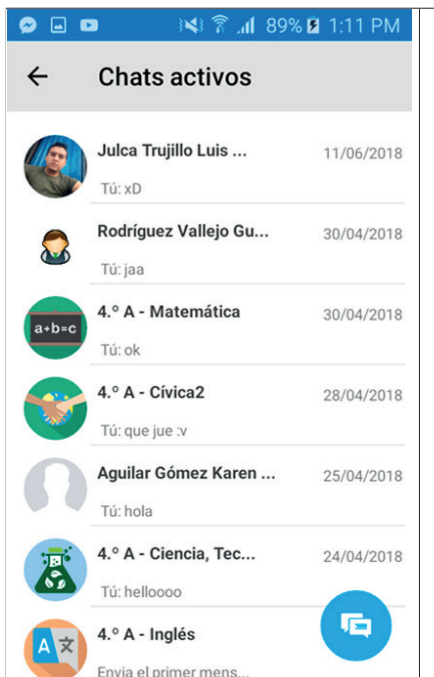 89% 1:11 PM
Chats activos
Julca Trujillo Luis ... 11/06/2018
Tú: xD
Rodríguez Vallejo Gu... 30/04/2018
Tú: jaa
a+b=c
4.º A - Matemática 30/04/2018
Tú: ok
4.º A - Cívica2 28/04/2018
Tú: que jue :v
Aguilar Gómez Karen ... 25/04/2018
Tú: hola
4.º A - Ciencia, Tec... 24/04/2018
Tú: helloooo
A 文
4.º A - Inglés
Envia el primer mens...